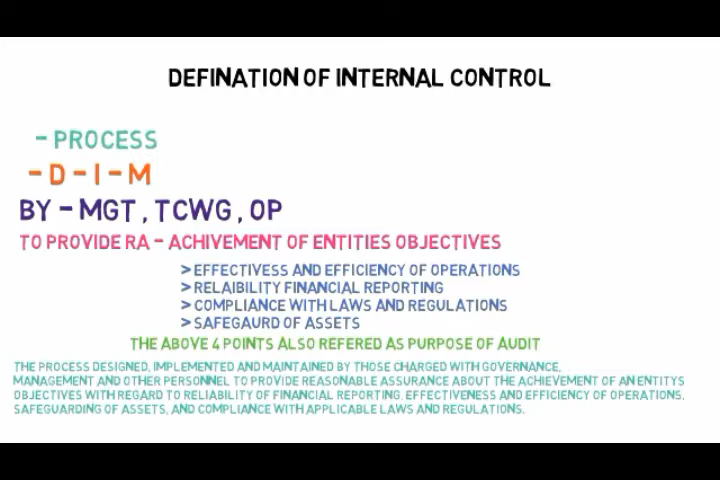 DEFINATION OF INTERNAL CONTROL
- PROCESS
- D - I - M
BY - MGT , TCWG , OP
TO PROVIDE RA - ACHIVEMENT OF ENTITIES OBJECTIVES
> EFFECTIVESS AND EFFICIENCY OF OPERATIONS
> RELAIBILITY FINANCIAL REPORTING
> COMPLIANCE WITH LAWS AND REGULATIONS
> SAFEGAURD OF ASSETS
THE ABOVE 4 POINTS ALSO REFERED AS PURPOSE OF AUDIT
THE PROCESS DESIGNED, IMPLEMENTED AND MAINTAINED BY THOSE CHARGED WITH GOVERNANCE,
MANAGEMENT AND OTHER PERSONNEL TO PROVIDE REASONABLE ASSURANCE ABOUT THE ACHIEVEMENT OF AN ENTITYS
OBJECTIVES WITH REGARD TO RELIABILITY OF FINANCIAL REPORTING, EFFECTIVENESS AND EFFICIENCY OF OPERATIONS,
SAFEGUARDING OF ASSETS, AND COMPLIANCE WITH APPLICABLE LAWS AND REGULATIONS.